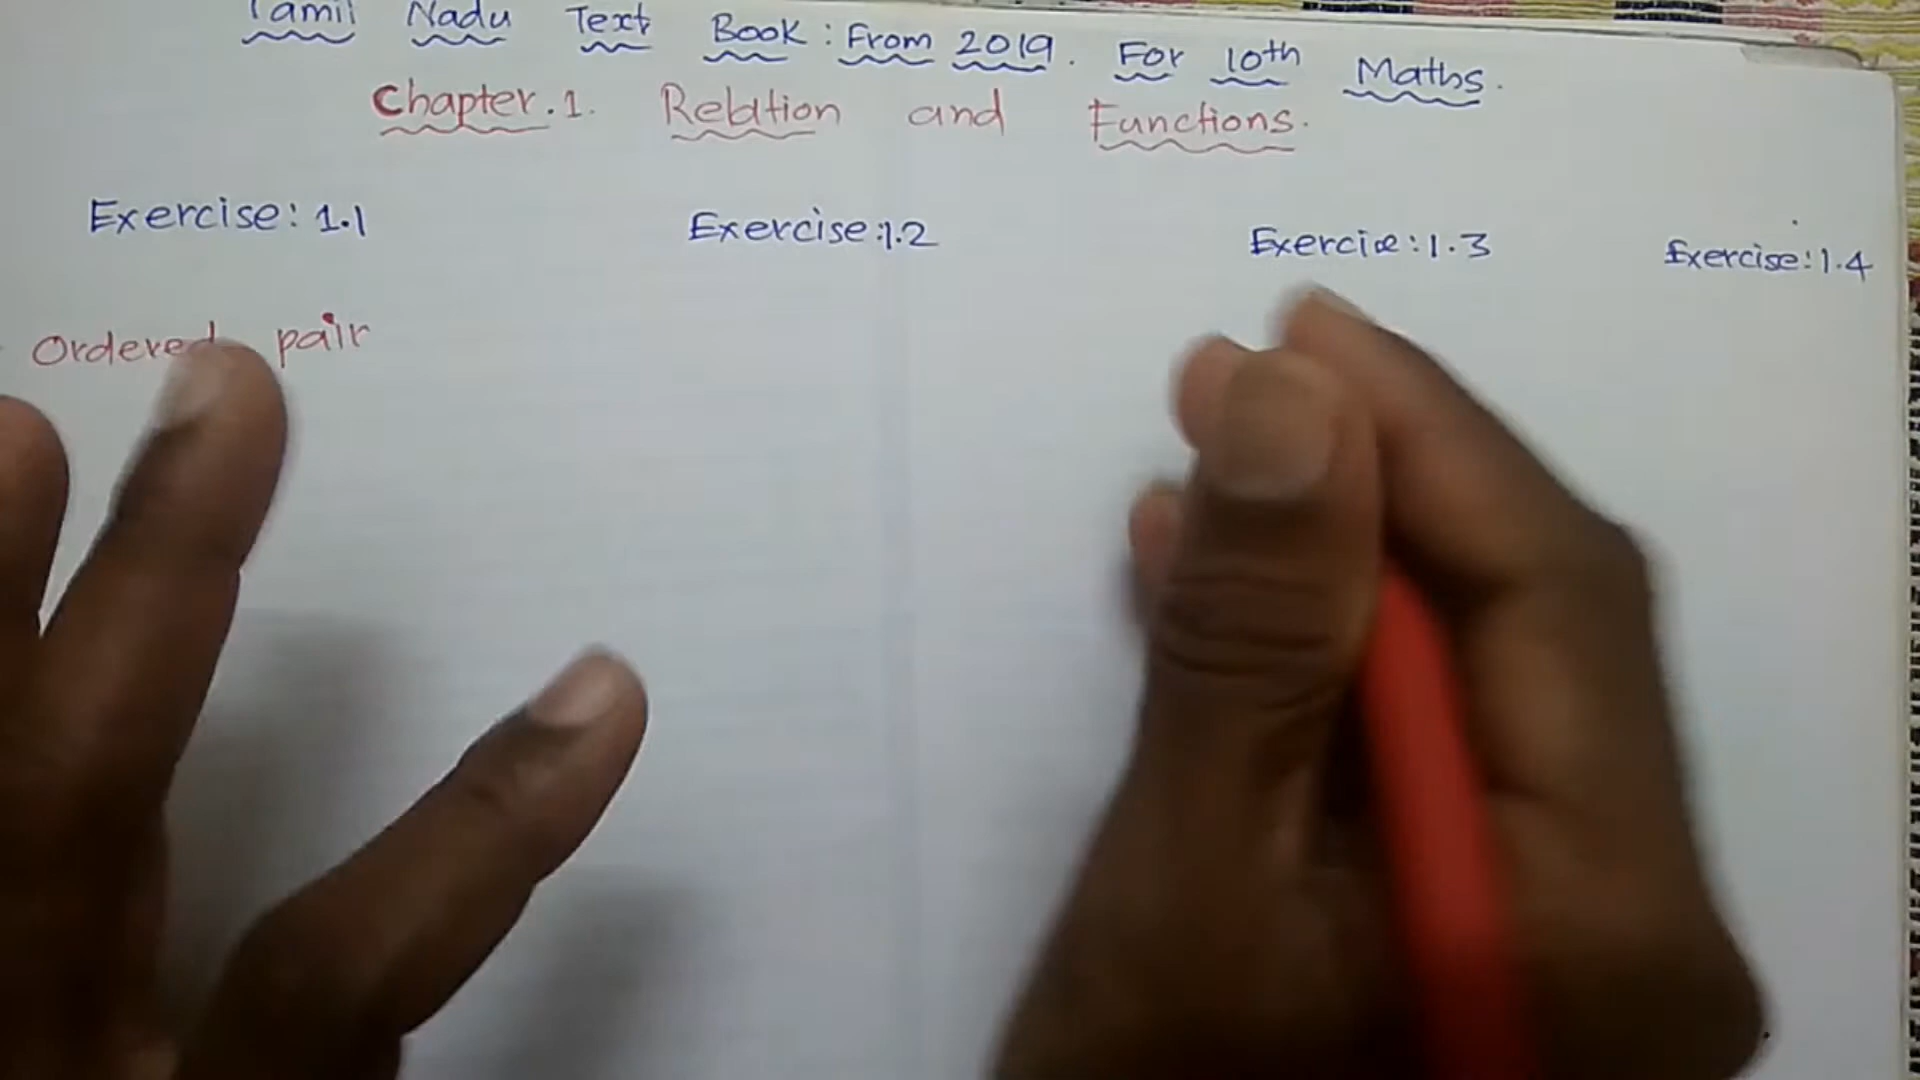 Tamil Nadu Text Book : From 2019. For 10th Maths.
Chapter.1. Relation and Functions.
Exercise: 1.1 Exercise:1.2 Exercise:1.3 Exercise:1.4
Ordered pair